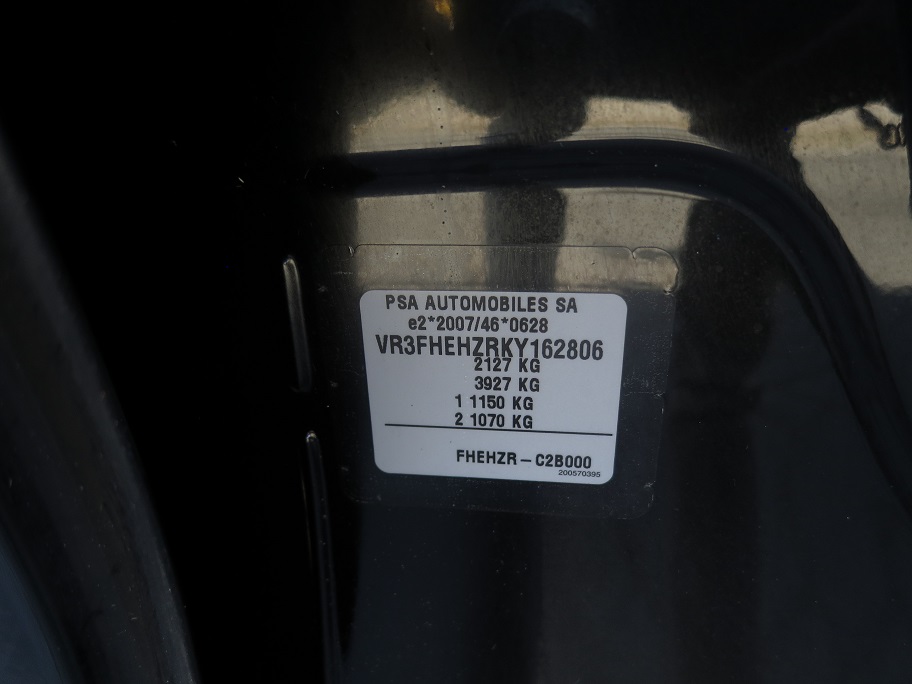 PSA AUTOMOBILES SA
e2*2007/46*0628
VR3FHEHZRKY162806
2127 KG
3927 KG
1 1150 KG
2 1070 KG
FHEHZR-C2B000
200570395